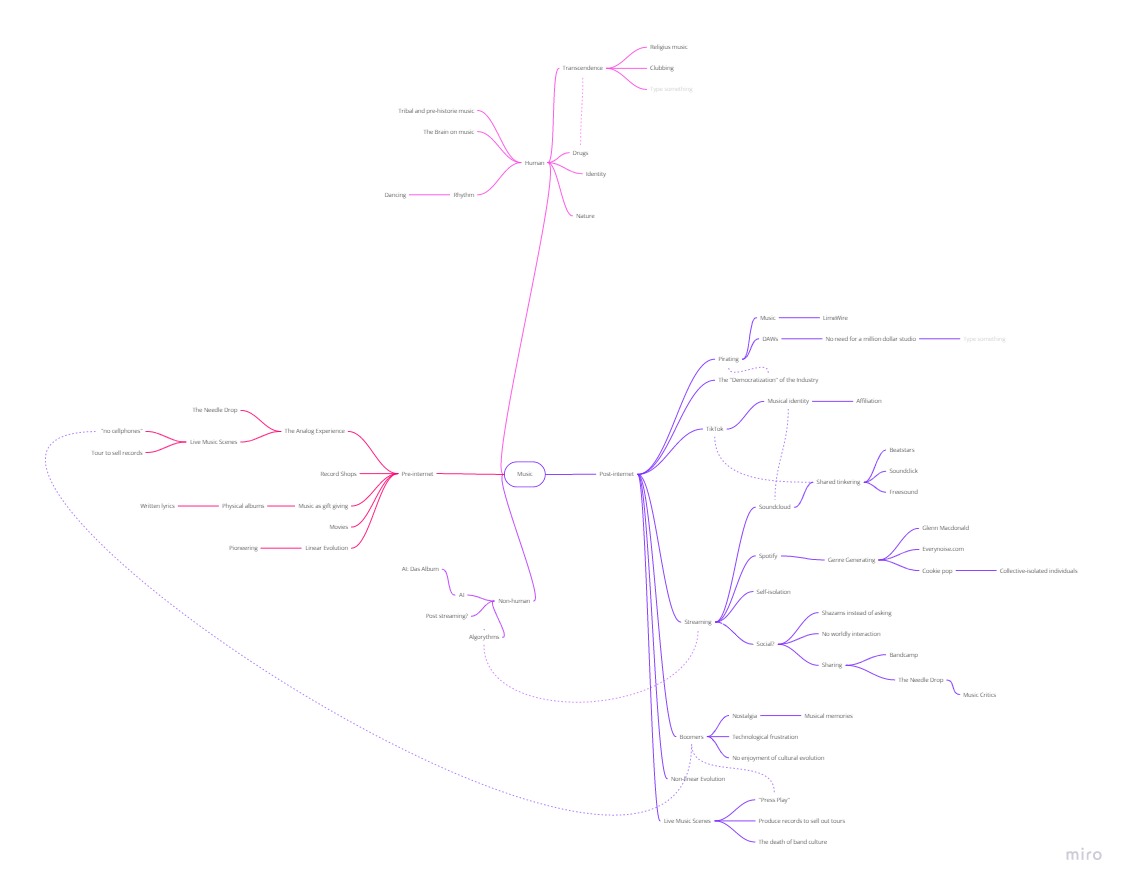 Religius music
Transcendence
Clubbing
Type something
Tribal and pre-historie music
The Brain on music
Drugs
Human
Identity
Dancing
Rhythm
Nature
Music
LimeWire
DAWs
No need for a million dollar studio
Type something
Pirating
The "Democratization" of the Industry
Musical identity
Affiliation
The Needle Drop
TikTok
"no cellphones"
The Analog Experience
Live Music Scenes
Tour to sell records
Beatstars
Soundclick
Record Shops
Pre-internet
Music
Post-internet
Shared tinkering
Freesound
Written lyrics
Physical albums
Music as gift giving
Soundcloud
Movies
Glenn Macdonald
Pioneering
Linear Evolution
Everynoise.com
Spotify
Genre Generating
AI: Das Album
Cookie pop
Collective-isolated individuals
AI
Self-isolation
Non-human
Post streaming?
Shazams instead of asking
Streaming
Algorythms
No worldly interaction
Social?
Bandcamp
Sharing
The Needle Drop
Music Critics
Nostalgia
Musical memories
Boomers
Technological frustration
No enjoyment of cultural evolution
Non-linear Evolution
"Press Play"
Live Music Scenes
Produce records to sell out tours
The death of band culture
miro